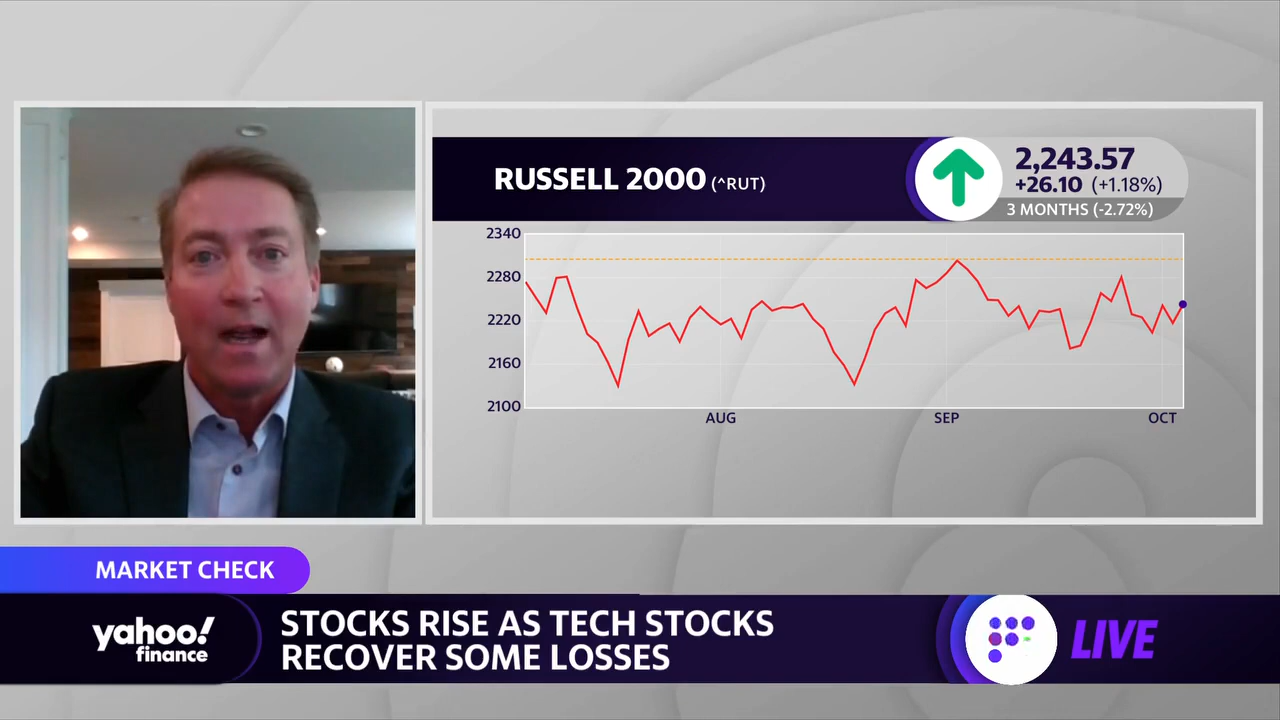 RUSSELL 2000 (^RUT)
2,243.57
+26.10 (+1.18%)
3 MONTHS (-2.72%)
2340
2280
2220
2160
2100
AUG SEP OCT
MARKET CHECK
yahoo!
finance
STOCKS RISE AS TECH STOCKS
RECOVER SOME LOSSES
LIVE